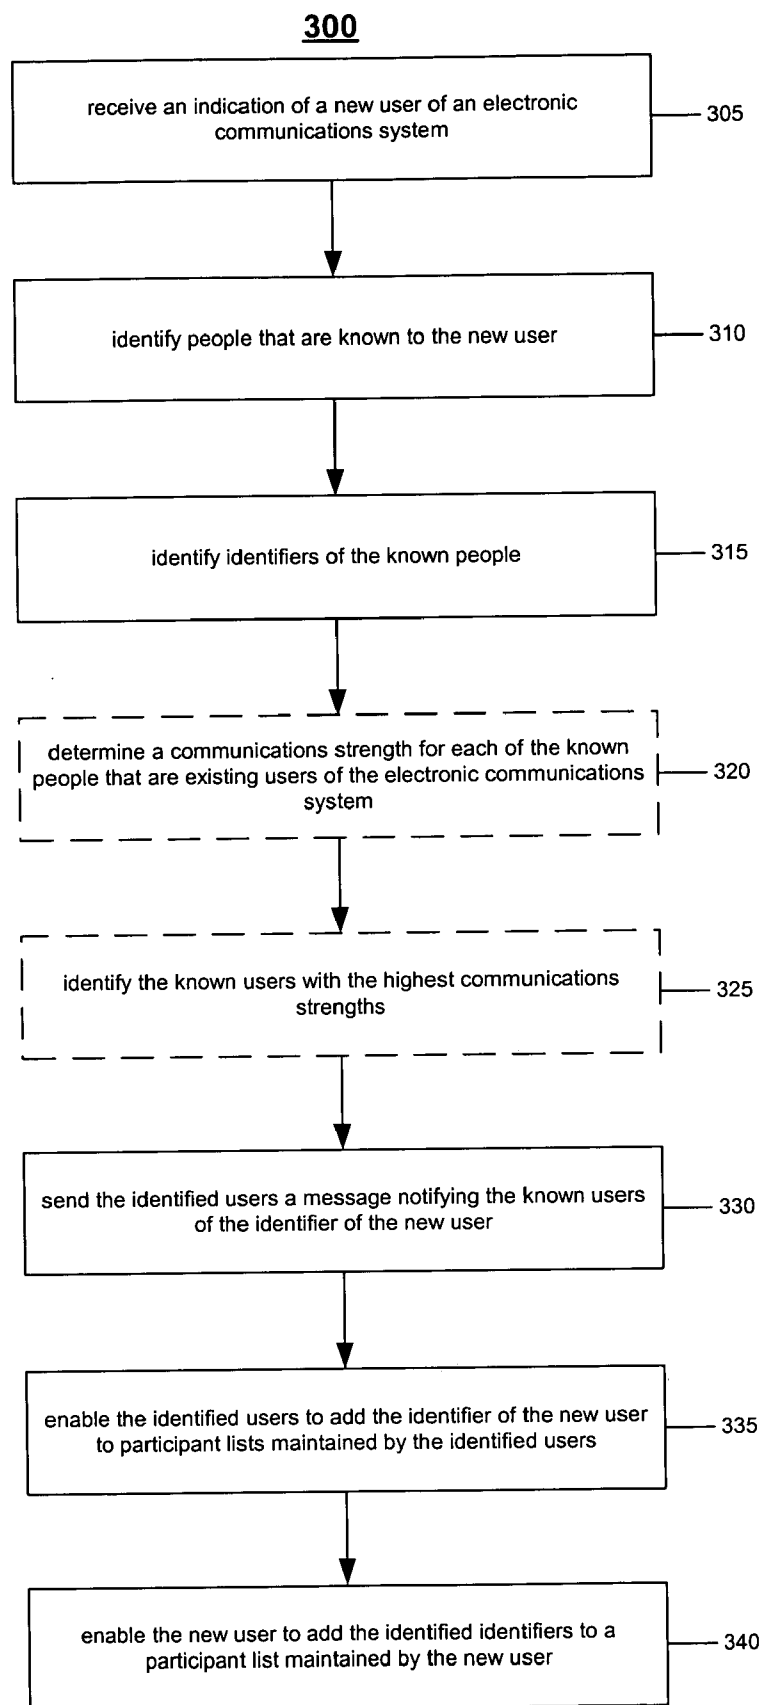 300
receive an indication of a new user of an electronic
communications system
305
identify people that are known to the new user
310
identify identifiers of the known people
315
determine a communications strength for each of the known
people that are existing users of the electronic communications
system
320
identify the known users with the highest communications
strengths
325
send the identified users a message notifying the known users
of the identifier of the new user
330
enable the identified users to add the identifier of the new user
to participant lists maintained by the identified users
335
enable the new user to add the identified identifiers to a
participant list maintained by the new user
340